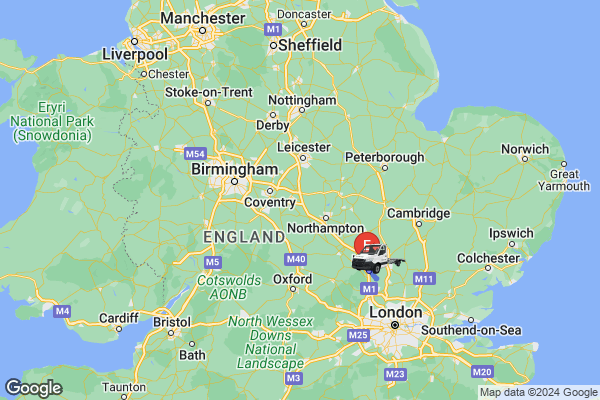 Doncaster
Manchester
M1
Liverpool
Sheffield
Chester
Eryri
National Park
(Snowdonia)
Stoke-on-Trent
Nottingham
Derby
Leicester
M54
Peterborough
Norwich
Birmingham
Great
Yarmouth
Coventry
Cambridge
Northampton
Ipswich
ENGLAND
E
M40
M5
Colchester
Cotswolds
AONB
Oxford
M1
M11
M4
Cardiff
London
Bristol
North Wessex
Downs
National
Landscape
M25
Southend-on-Sea
Bath
M3
M23
M20
Taunton
Google
Google
Map data ©2024 Google